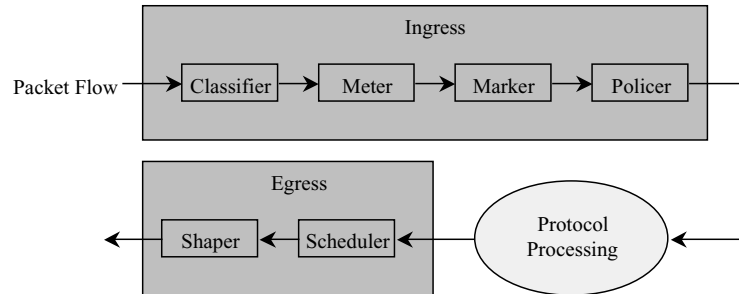 Ingress
Packet Flow
Classifier
Meter
Marker
Policer
Egress
Shaper
Scheduler
Protocol
Processing